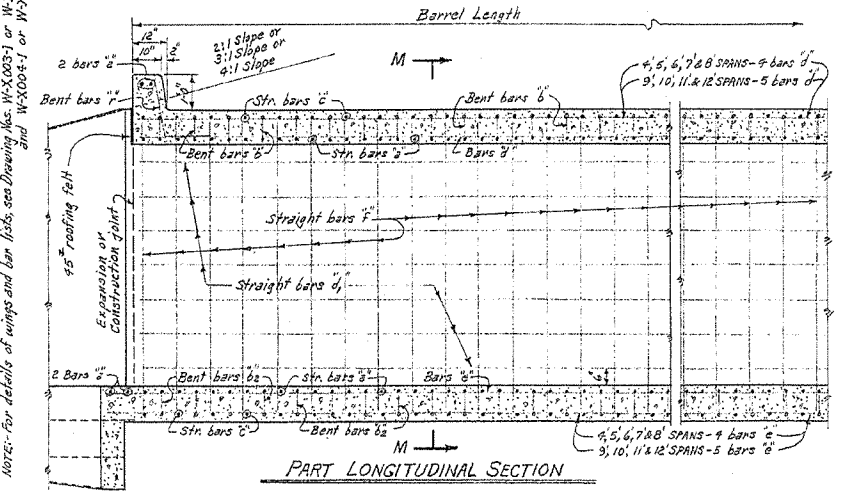 Barrel Length
12"
10"
2"
2:1 Slope or
3:1 Slope or
4:1 Slope
M
2 bars "a"
Bent bars "r"
10"
Str. bars "c"
Bent bars "b"
4,' 5,' 6,' 7,' & 8' SPANS - 4 bars "d"
9,' 10,' 11,' & 12' SPANS - 5 bars "d"
Bent bars "b"
Str. bars "a"
Bars "d"
45# roofing felt
Expansion or
Construction joint
Straight bars "f"
Straight bars "d,"
2 Bars "a"
Bent bars "b2"
Str. bars "a"
Bars "e"
Str. bars "c"
Bent bars "b2"
4,' 5,' 6,' 7,' & 8' SPANS - 4 bars "e"
9,' 10,' 11,' & 12' SPANS - 5 bars "e"
M
PART LONGITUDINAL SECTION
NOTE:- For details of wings and bar lists, see Drawing Nos. W-X003-1 or W-
and W-X004-1 or W-